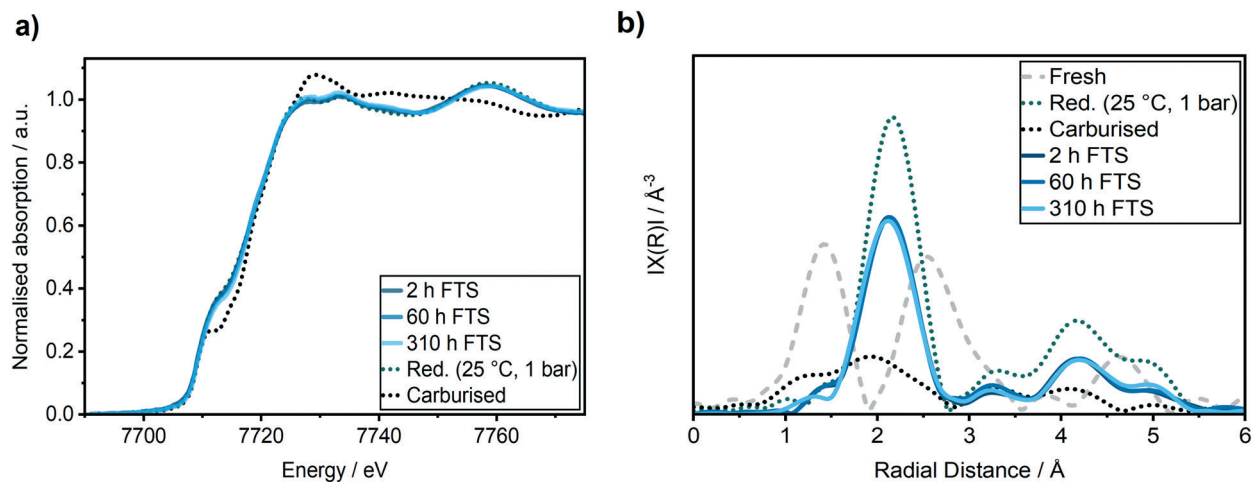 a)
Normalised absorption / a.u.
1.0
0.8
0.6
0.4
0.2
0.0
2 h FTS
60 h FTS
310 h FTS
Red. (25 °C, 1 bar)
Carburised
7700
7720
7740
7760
Energy / eV
b)
IX(R)I / Å-3
Fresh
Red. (25 °C, 1 bar)
Carburised
2 h FTS
60 h FTS
310 h FTS
0
1
2
3
4
5
6
Radial Distance / Å